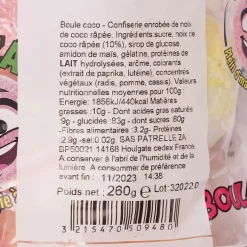 Boule coco - Confiserie enrobée de noix
de coco râpée. Ingrédients:sucre, noix
coco râpée (10%), sirop de glucose,
amidon de maïs, gélatine, protéines de
LAIT hydrolysées, arôme, colorants
(extrait de paprika, lutéine), concentrés
végétales (radis, pomme, cassis). Valeurs
nutritionnelles moyennes pour 100g
Energie : 1856kJ/440kcal Matières
grasses : 10g - Dont acides gras saturés
:9g - glucides :83g - dont sucres :80g
-Fibres alimentaires :3.2g - Protéines
:2.9g -sel:0.02g SAS PATRELLE ZA
BP50021 14168 Houlgate cedex France.
A conserver à l'abri de l'humidité et de la
lumière. A consommer de préférence
avant fin : 11/2023 14:38
Poids net : 260g e Lot:32022.0
3 215470 509480
BOULA